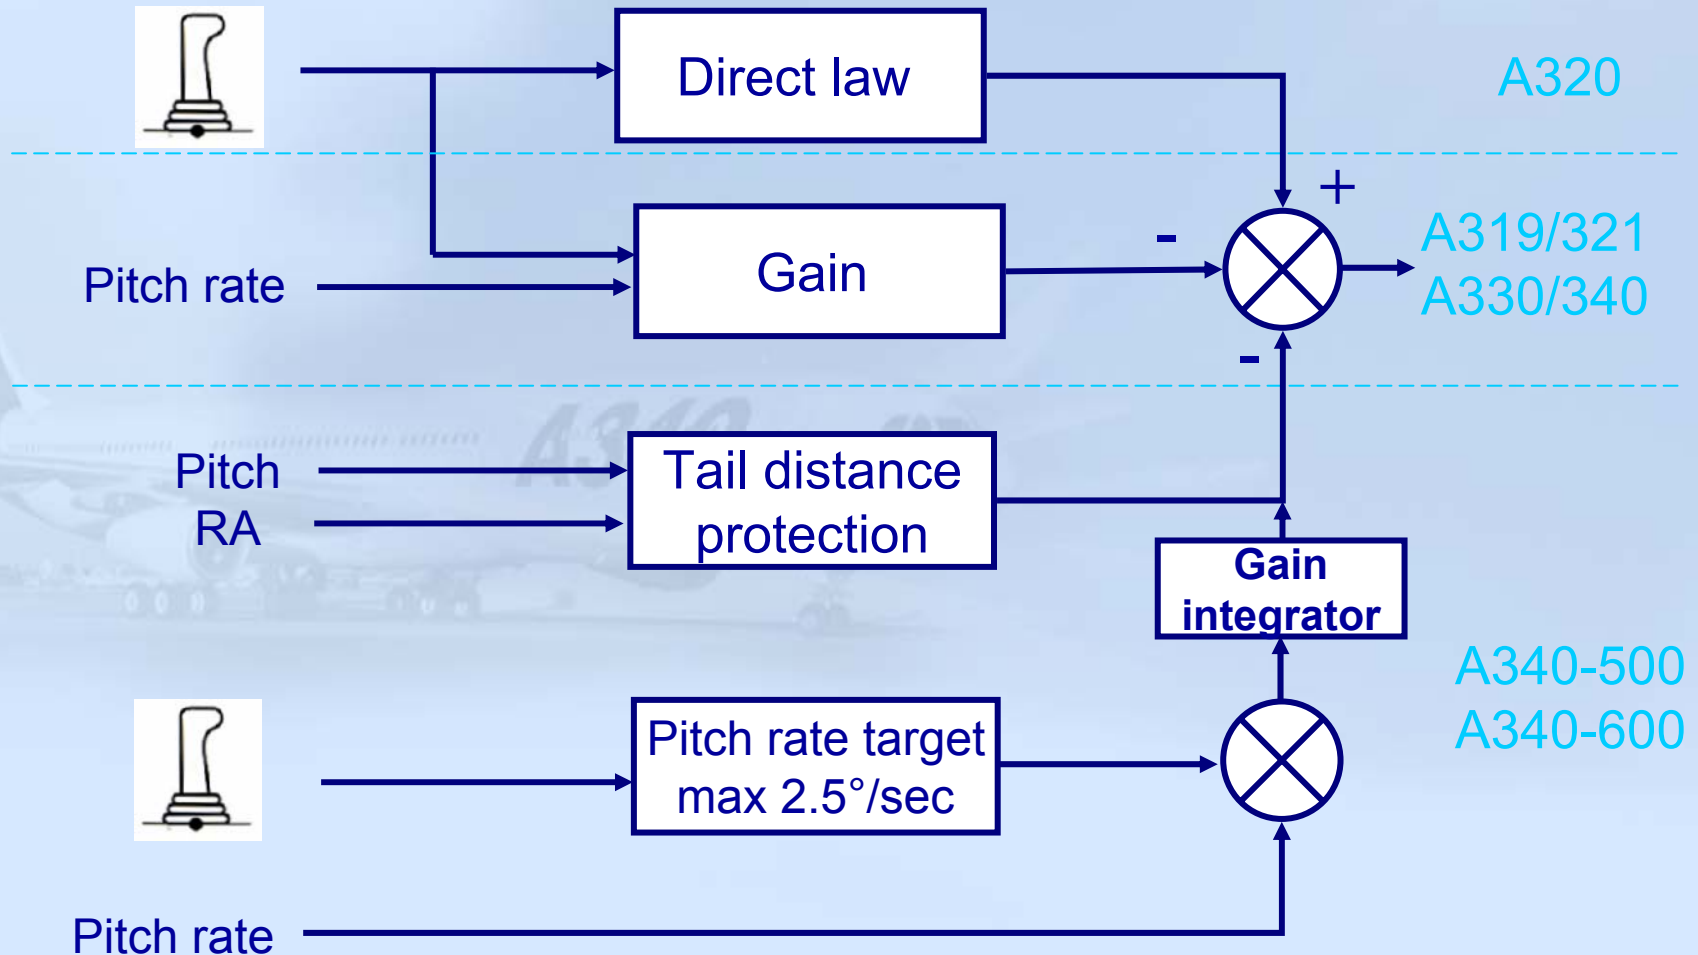 Direct law
A320
+
-
A319/321
Gain
Pitch rate
A330/340
-
A340
Pitch
Tail distance
RA
protection
Gain
integrator
A340-500
Pitch rate target
A340-600
max 2.5°/sec
Pitch rate